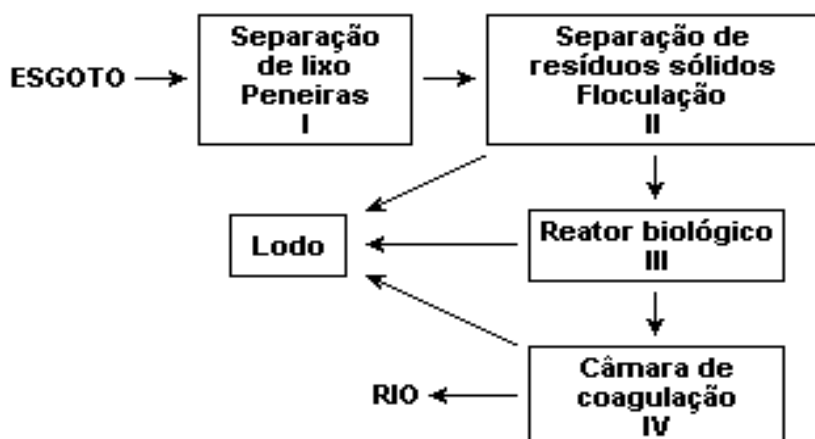 ESGOTO
Separação
de lixo
Peneiras
I
Separação de
resíduos sólidos
Floculação
II
Lodo
Reator biológico
III
RIO
Câmara de
coagulação
IV